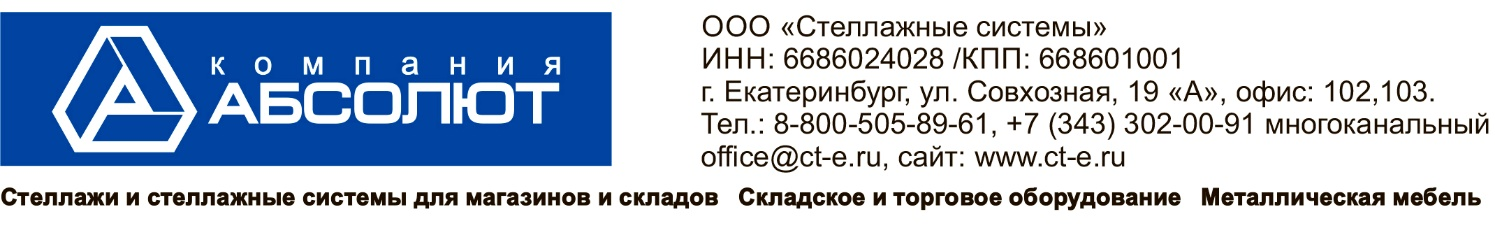 компания
АБСОЛЮТ
ООО «Стеллажные системы»
ИНН: 6686024028 /КПП: 668601001
г. Екатеринбург, ул. Совхозная, 19 «А», офис: 102,103.
Тел.: 8-800-505-89-61, +7 (343) 302-00-91 многоканальный
office@ct-e.ru, сайт: www.ct-e.ru
Стеллажи и стеллажные системы для магазинов и складов Складское и торговое оборудование Металлическая мебель